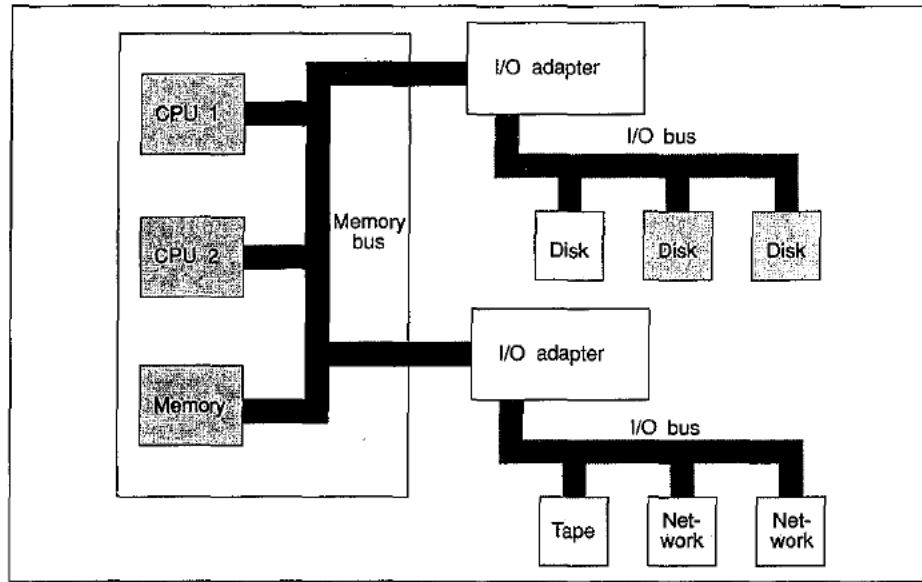 CPU 1
CPU 2
Memory
Memory
bus
I/O adapter
I/O bus
Disk
Disk
Disk
I/O adapter
I/O bus
Tape
Net-
work
Net-
work